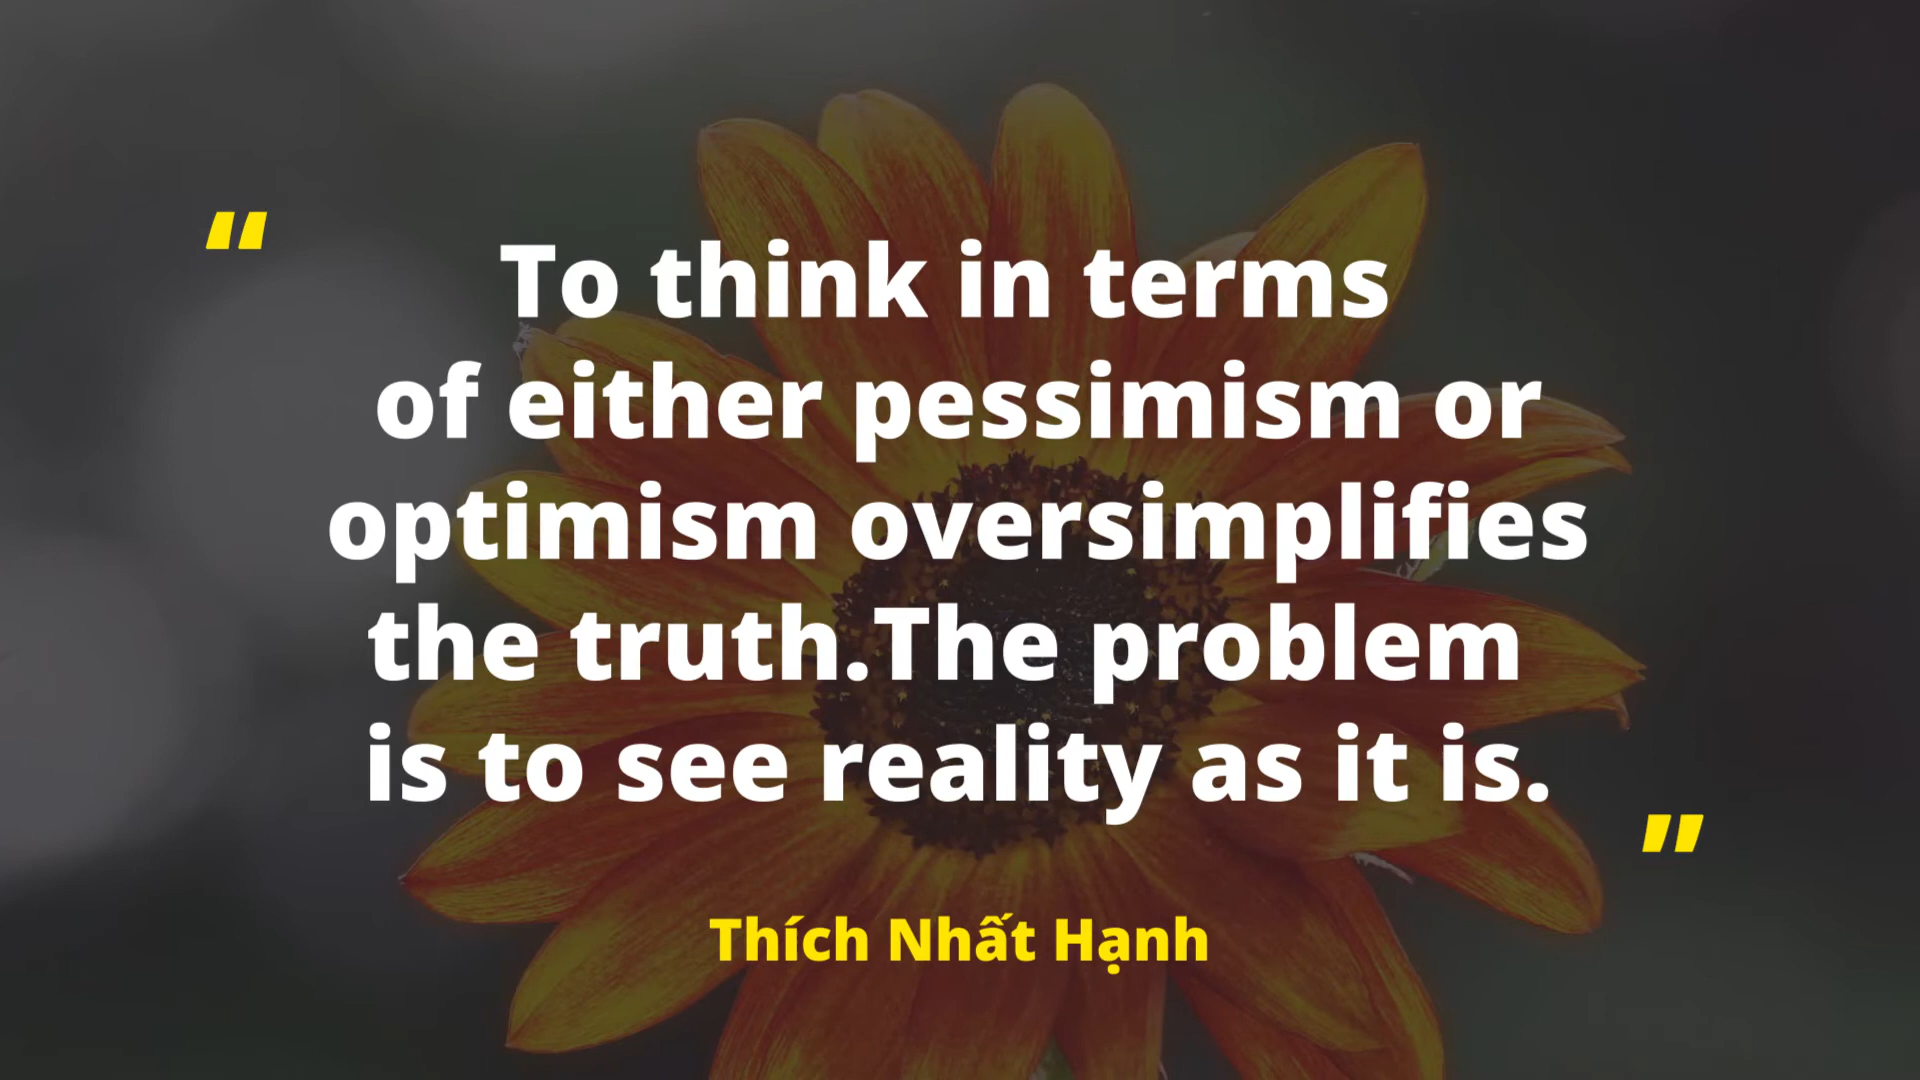 “
To think in terms
of either pessimism or
optimism oversimplifies
the truth.The problem
is to see reality as it is.
”
Thích Nhất Hạnh